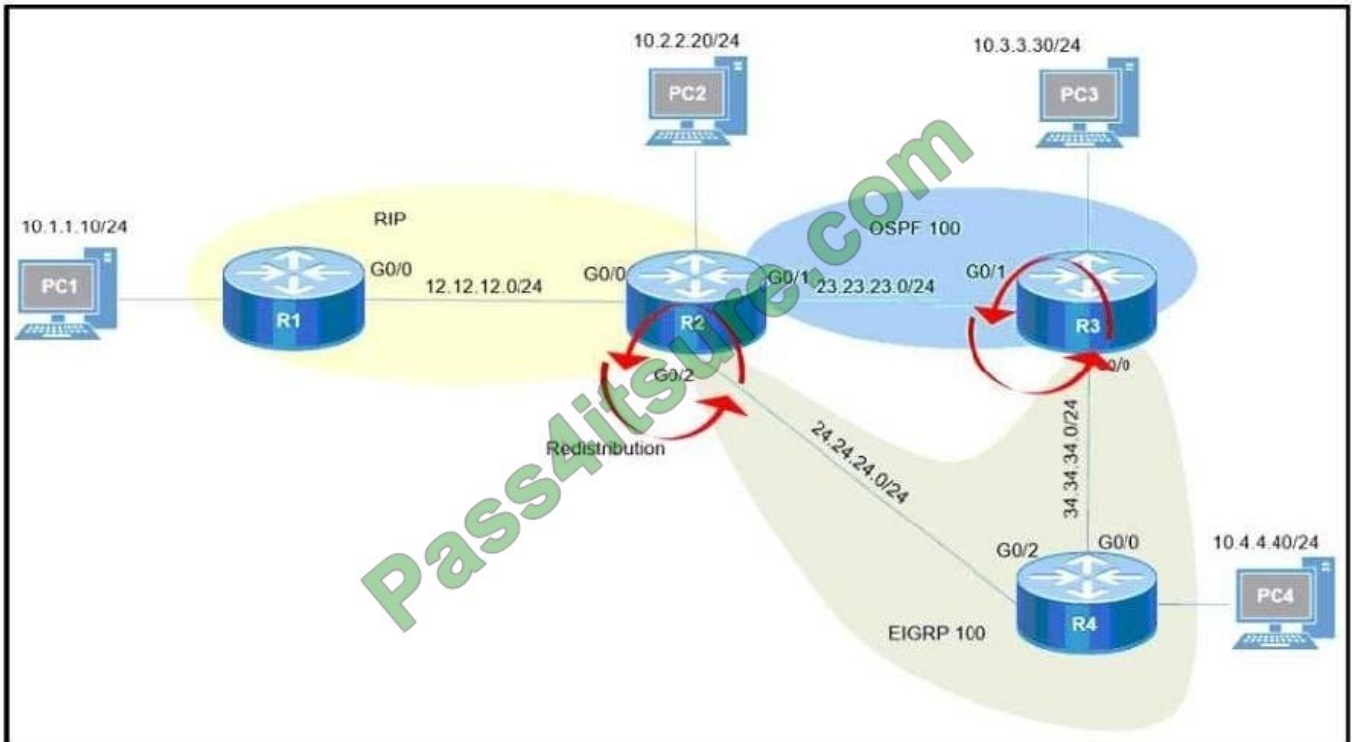 10.2.2.20/24
10.3.3.30/24
PC2
PC3
10.1.1.10/24
RIP
OSPF 100
PC1
G0/0
12.12.12.0/24
G0/0
G0/1
23.23.23.0/24
G0/1
R1
R2
R3
G0/2
G0/0
Redistribution
24.24.24.0/24
34.34.34.0/24
G0/2
G0/0
10.4.4.40/24
PC4
R4
EIGRP 100
Pass4itsure.com